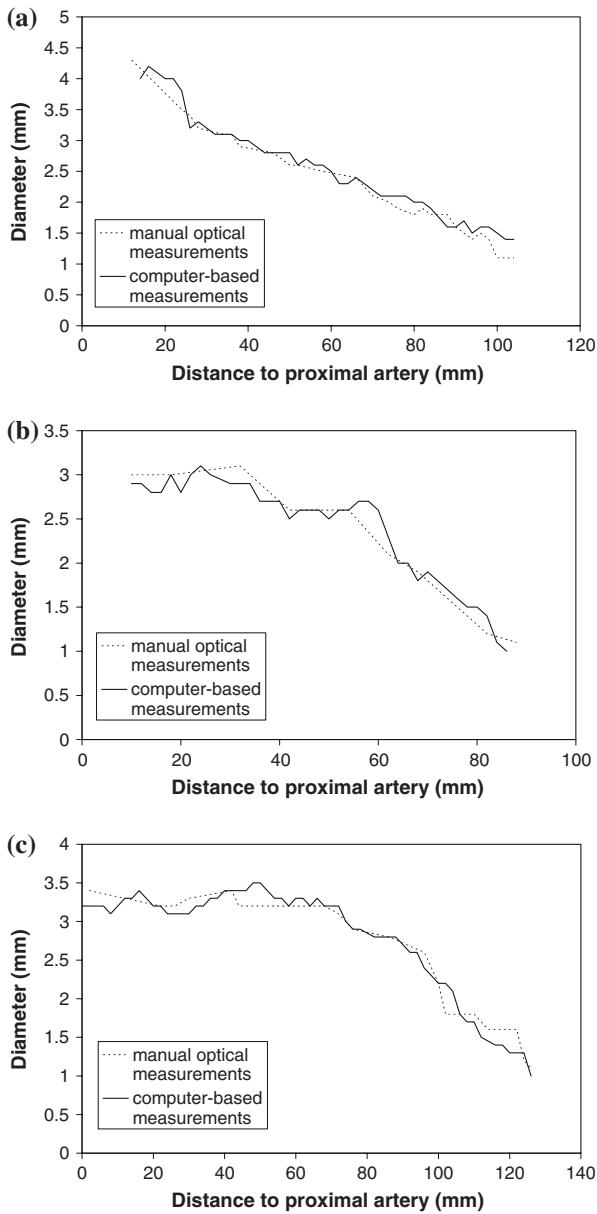 (a)
5
4.5
4
3.5
3
2.5
2
1.5
1
0.5
0
Diameter (mm)
manual optical
measurements
computer-based
measurements
0 20 40 60 80 100 120
Distance to proximal artery (mm)
(b)
3.5
3
2.5
2
1.5
1
0.5
0
Diameter (mm)
manual optical
measurements
computer-based
measurements
0 20 40 60 80 100
Distance to proximal artery (mm)
(c)
4
3.5
3
2.5
2
1.5
1
0.5
0
Diameter (mm)
manual optical
measurements
computer-based
measurements
0 20 40 60 80 100 120 140
Distance to proximal artery (mm)